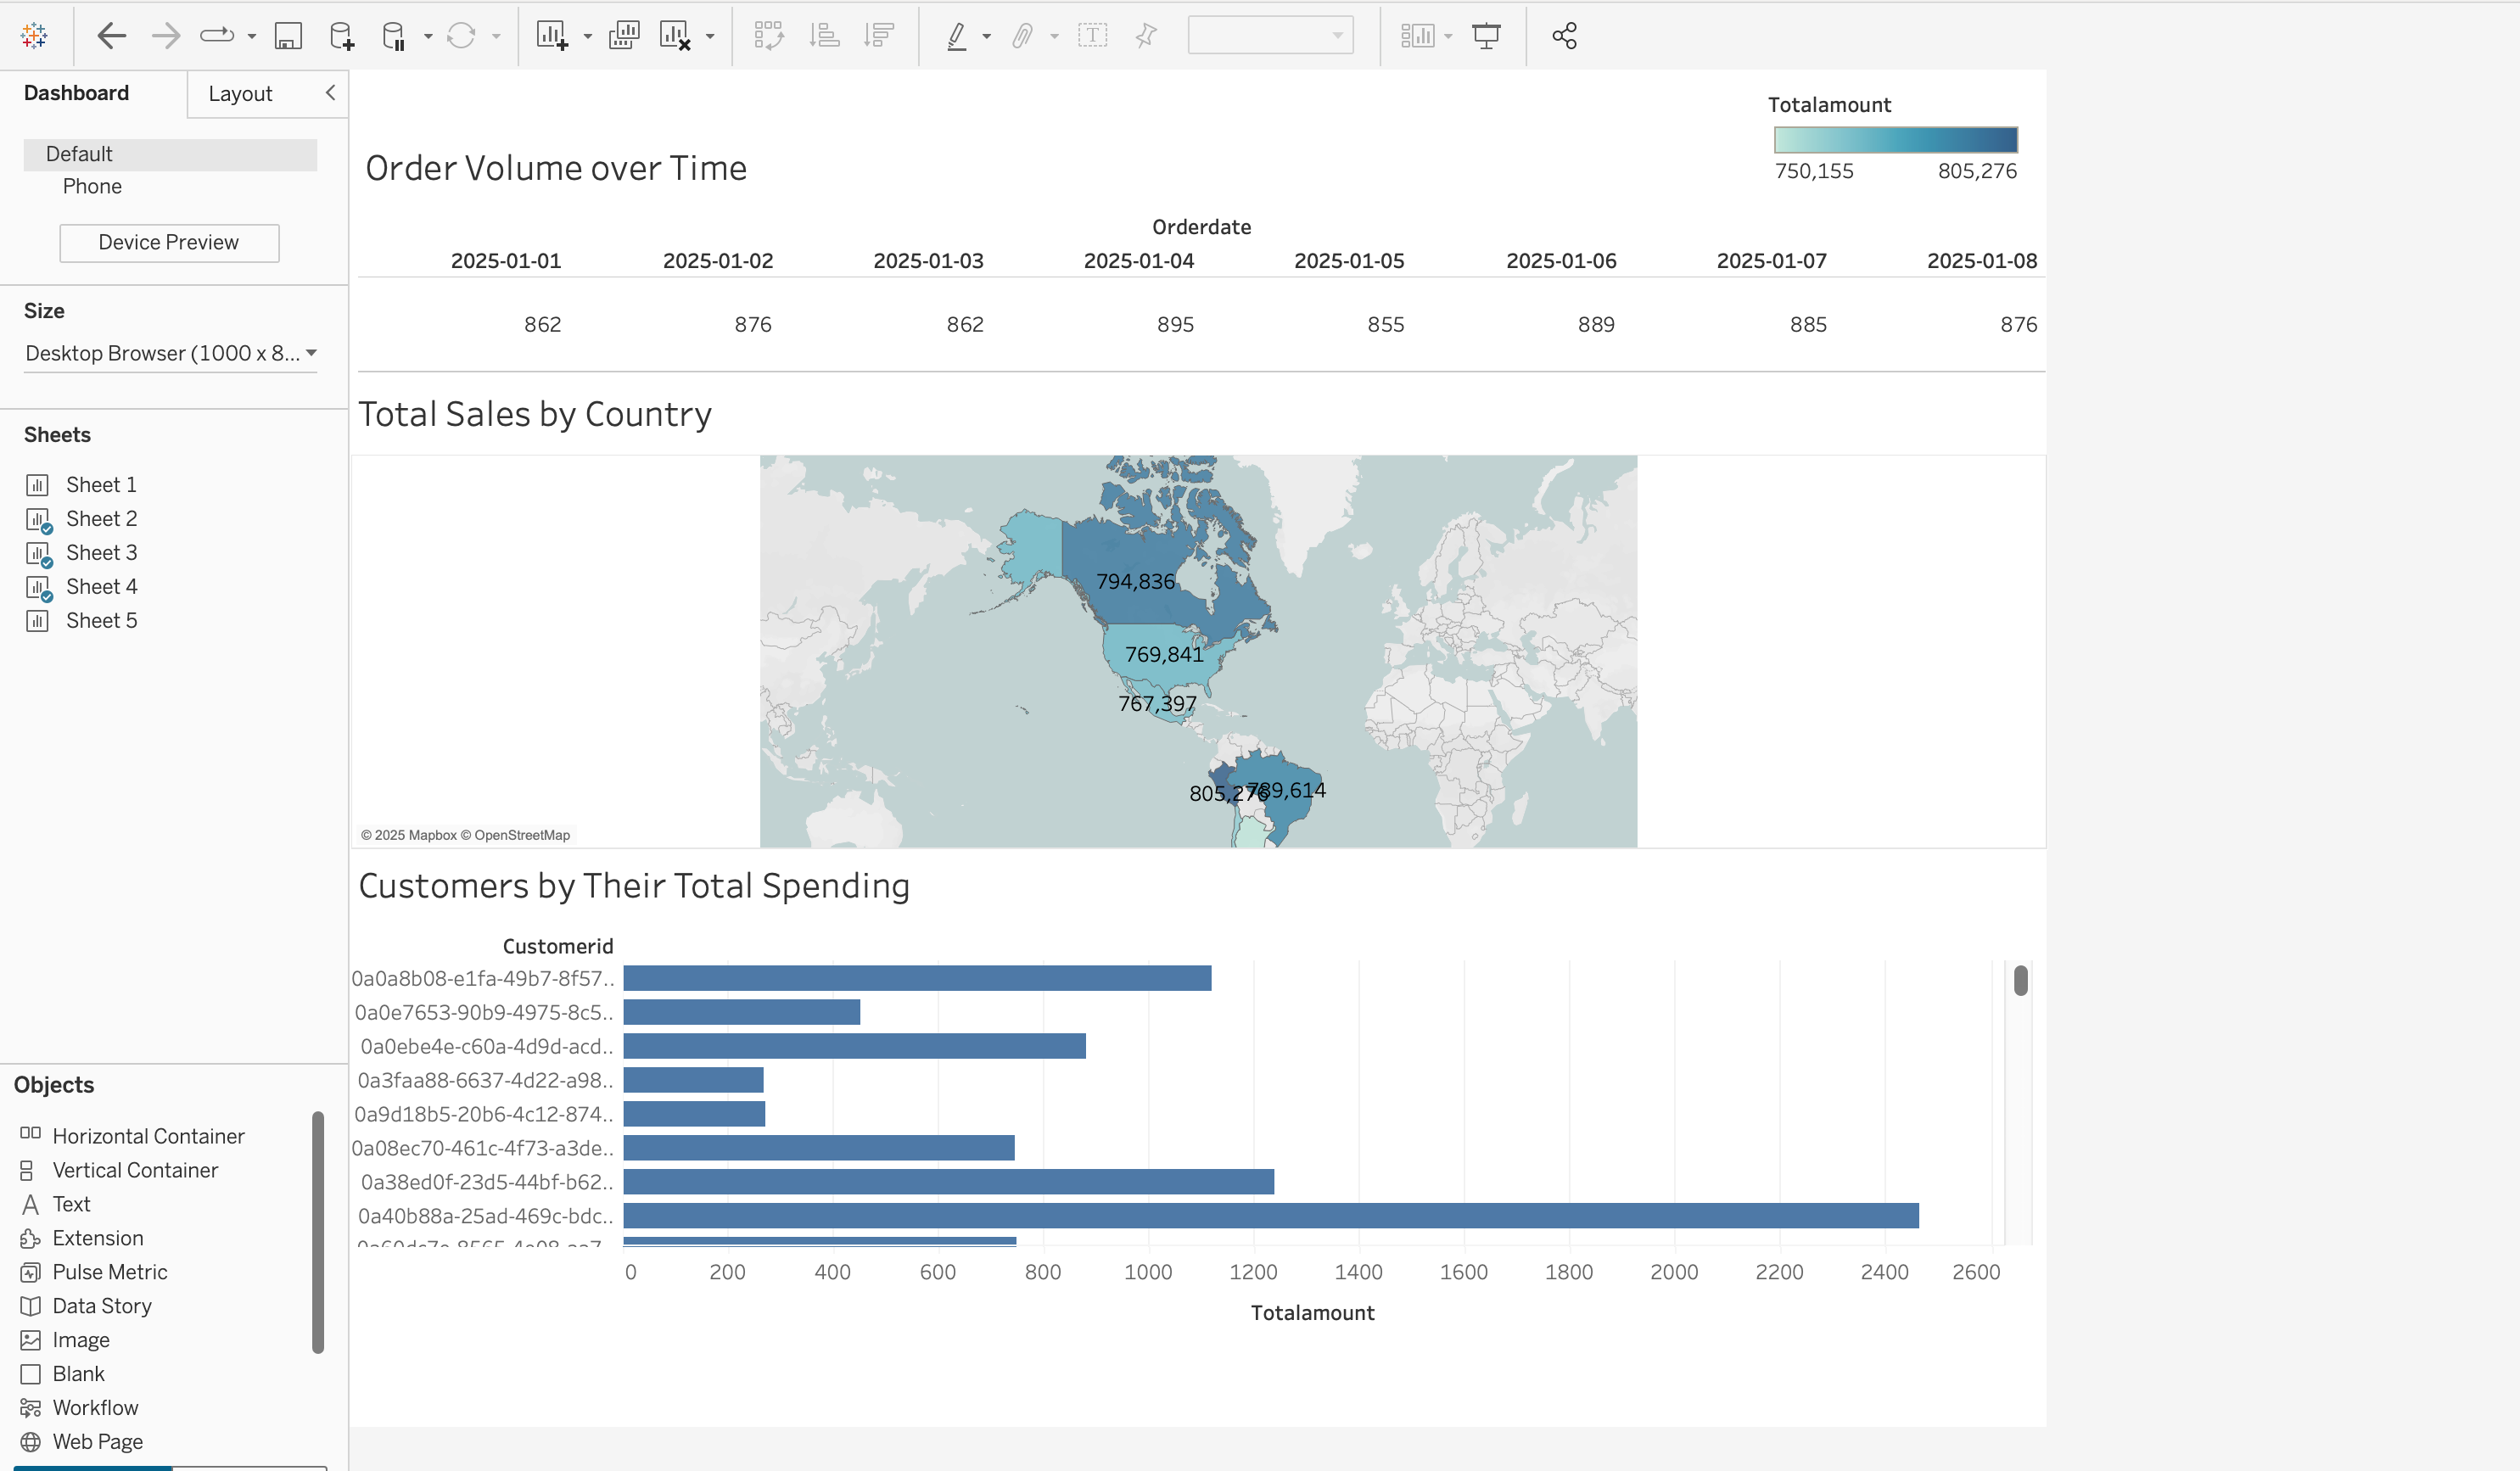 Dashboard
Layout
Default
Phone
Device Preview
Size
Desktop Browser (1000 x 8...
Sheets
Sheet 1
Sheet 2
Sheet 3
Sheet 4
Sheet 5
Objects
Horizontal Container
Vertical Container
Text
Extension
Pulse Metric
Data Story
Image
Blank
Workflow
Web Page
Totalamount
750,155 805,276
Order Volume over Time
Orderdate
2025-01-01 2025-01-02 2025-01-03 2025-01-04 2025-01-05 2025-01-06 2025-01-07 2025-01-08
862 876 862 895 855 889 885 876
Total Sales by Country
794,836
769,841
767,397
805,276 789,614
© 2025 Mapbox © OpenStreetMap
Customers by Their Total Spending
Customerid
0a0a8b08-e1fa-49b7-8f57..
0a0e7653-90b9-4975-8c5..
0a0ebe4e-c60a-4d9d-acd..
0a3faa88-6637-4d22-a98..
0a9d18b5-20b6-4c12-874..
0a08ec70-461c-4f73-a3de..
0a38ed0f-23d5-44bf-b62..
0a40b88a-25ad-469c-bdc..
0 200 400 600 800 1000 1200 1400 1600 1800 2000 2200 2400 2600
Totalamount